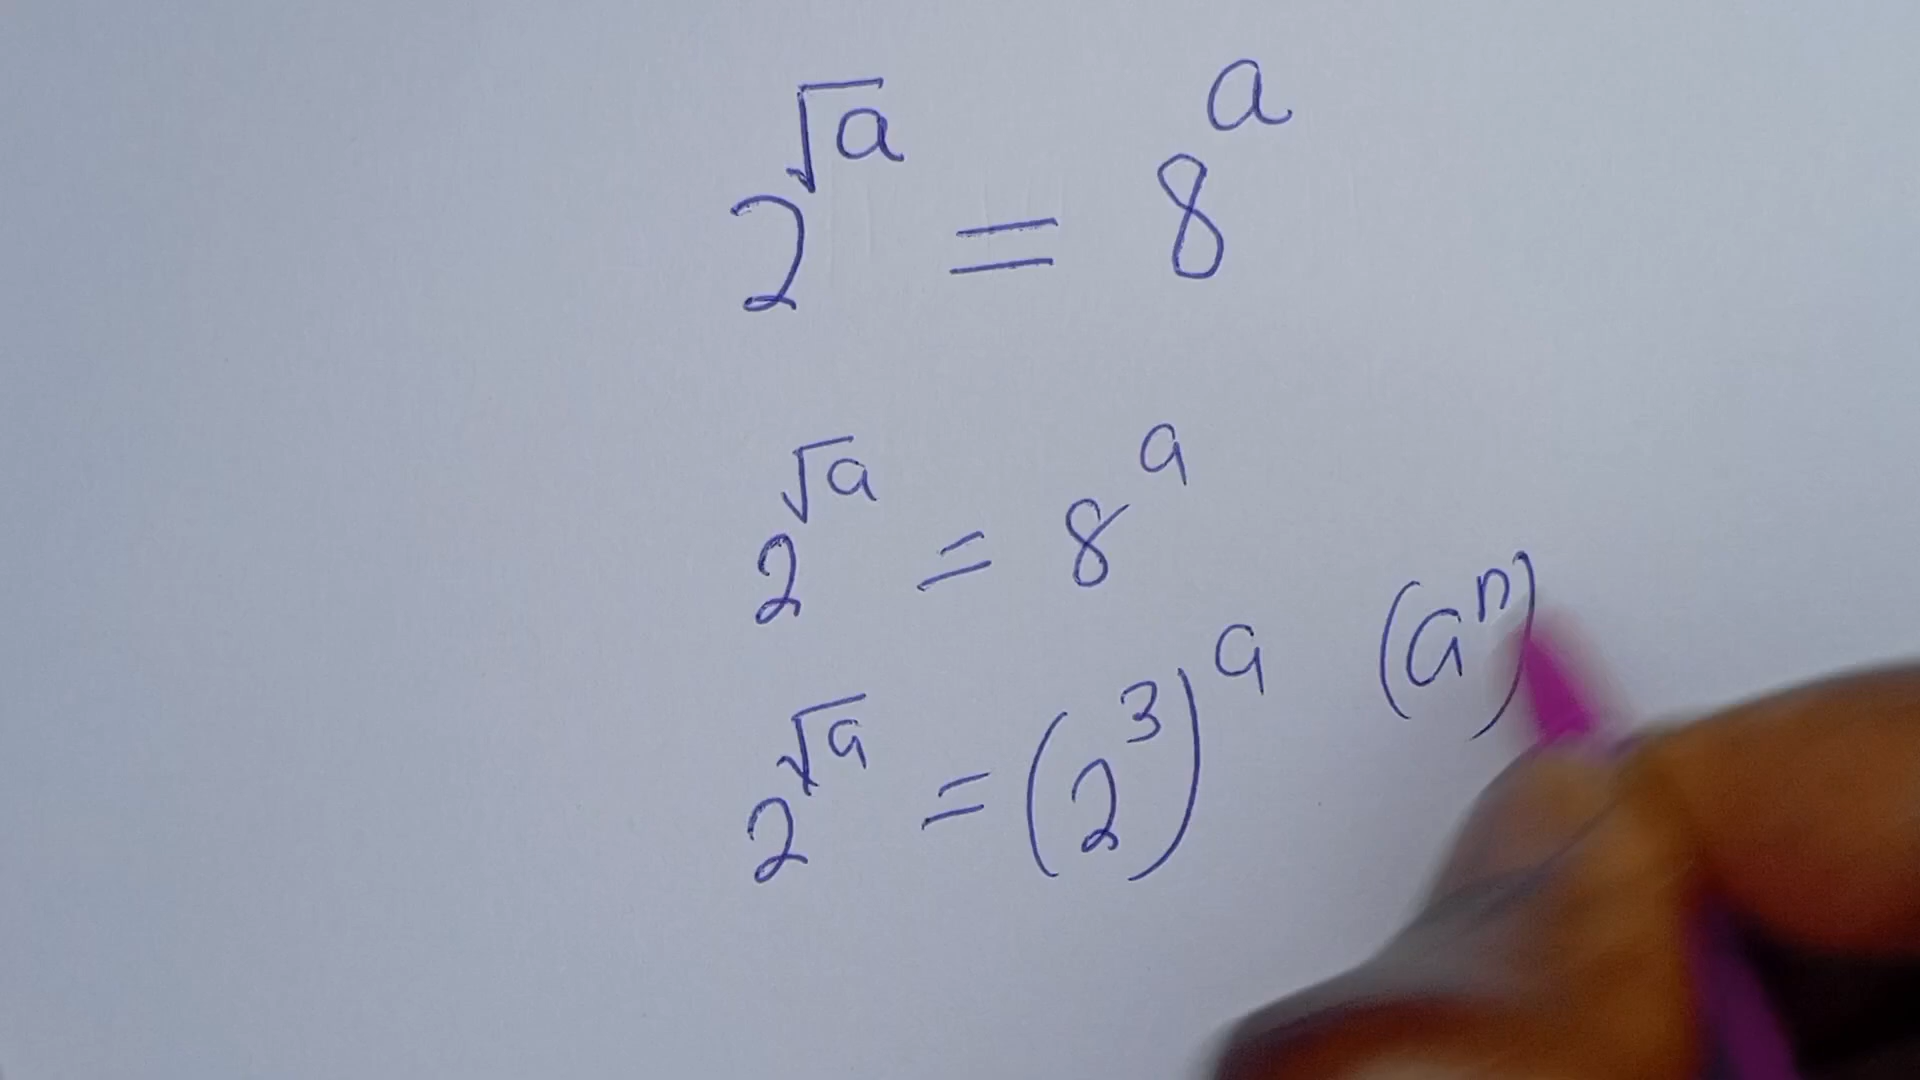 2^√a = 8^a
2^√a = 8^a
2^√a = (2^3)^a (a^n)